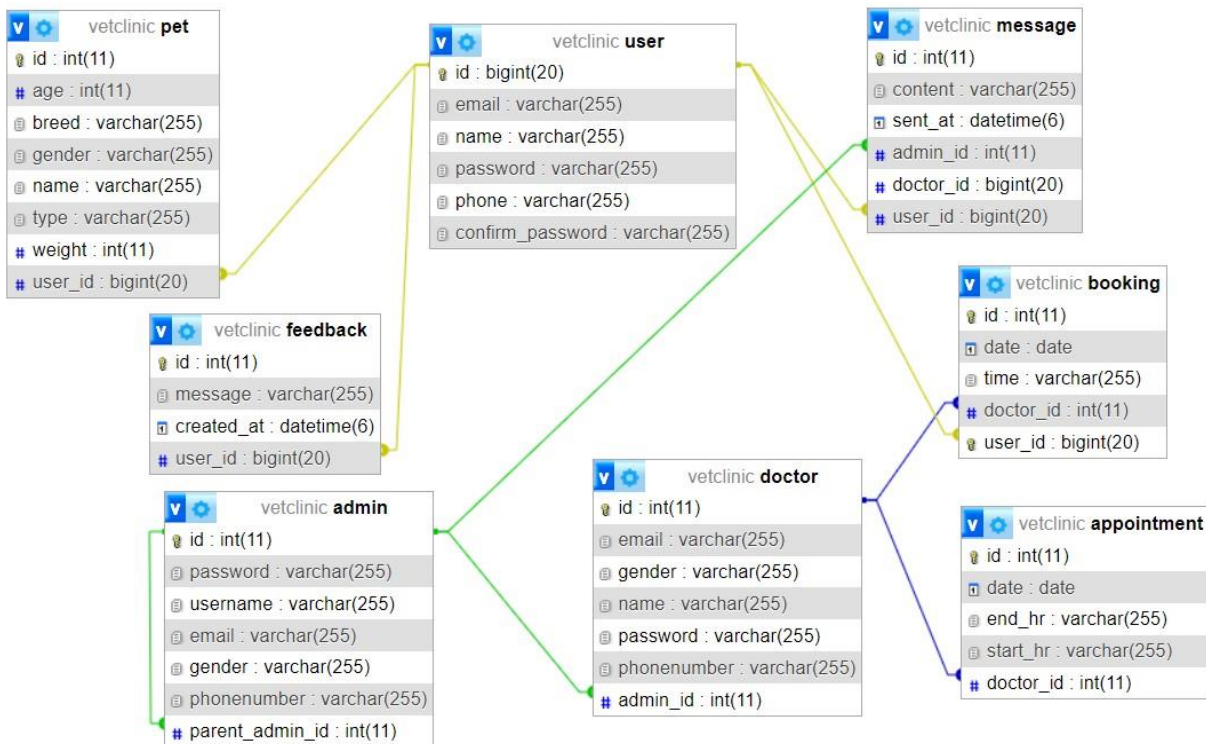 v vetclinic pet
id : int(11)
# age : int(11)
breed : varchar(255)
gender : varchar(255)
name : varchar(255)
type : varchar(255)
# weight : int(11)
# user_id : bigint(20)
v vetclinic user
id : bigint(20)
email : varchar(255)
name : varchar(255)
password : varchar(255)
phone : varchar(255)
confirm_password : varchar(255)
v vetclinic message
id : int(11)
content : varchar(255)
sent_at : datetime(6)
# admin_id : int(11)
# doctor_id : bigint(20)
# user_id : bigint(20)
v vetclinic feedback
id : int(11)
message : varchar(255)
created_at : datetime(6)
# user_id : bigint(20)
v vetclinic booking
id : int(11)
date : date
time : varchar(255)
# doctor_id : int(11)
user_id : bigint(20)
v vetclinic admin
id : int(11)
password : varchar(255)
username : varchar(255)
email : varchar(255)
gender : varchar(255)
phonenumber : varchar(255)
# parent_admin_id : int(11)
v vetclinic doctor
id : int(11)
email : varchar(255)
gender : varchar(255)
name : varchar(255)
password : varchar(255)
phonenumber : varchar(255)
# admin_id : int(11)
v vetclinic appointment
id : int(11)
date : date
end_hr : varchar(255)
start_hr : varchar(255)
# doctor_id : int(11)